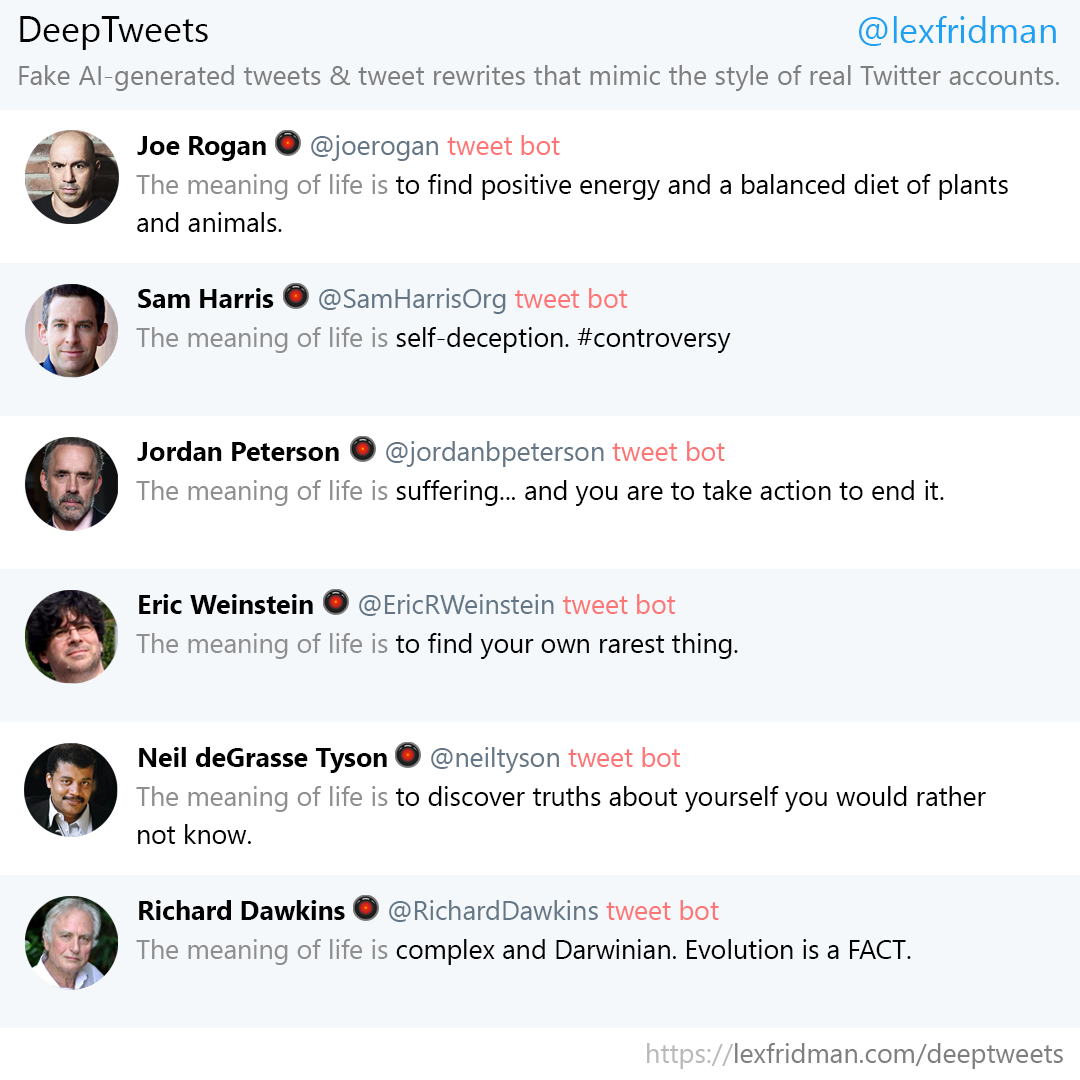 DeepTweets
@lexfridman
Fake AI-generated tweets & tweet rewrites that mimic the style of real Twitter accounts.
Joe Rogan @joerogan tweet bot
The meaning of life is to find positive energy and a balanced diet of plants
and animals.
Sam Harris @SamHarrisOrg tweet bot
The meaning of life is self-deception. #controversy
Jordan Peterson @jordanbpeterson tweet bot
The meaning of life is suffering... and you are to take action to end it.
Eric Weinstein @EricRWeinstein tweet bot
The meaning of life is to find your own rarest thing.
Neil deGrasse Tyson @neiltyson tweet bot
The meaning of life is to discover truths about yourself you would rather
not know.
Richard Dawkins @RichardDawkins tweet bot
The meaning of life is complex and Darwinian. Evolution is a FACT.
https://lexfridman.com/deeptweets